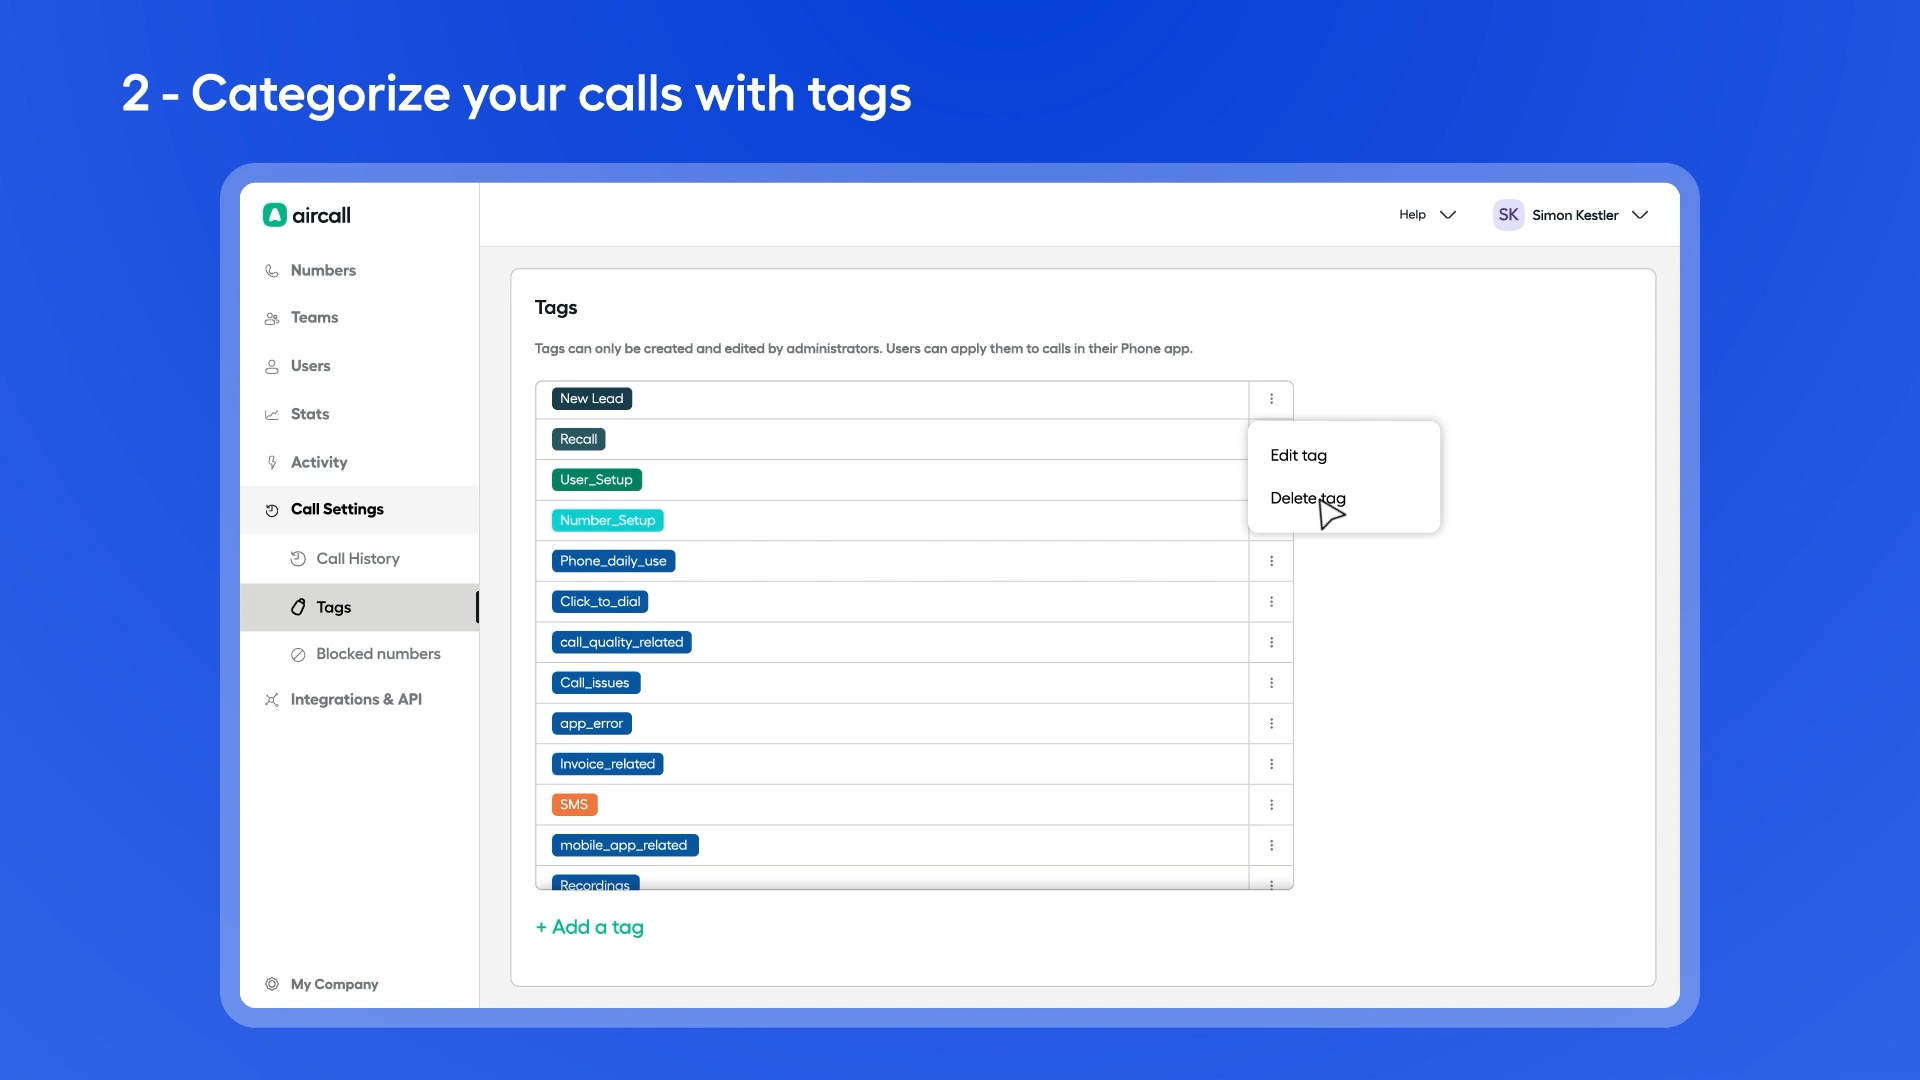 2 - Categorize your calls with tags
aircall
Help
SK
Simon Kestler
Numbers
Teams
Users
Stats
Activity
Call Settings
Call History
Tags
Blocked numbers
Integrations & API
My Company
Tags
Tags can only be created and edited by administrators. Users can apply them to calls in their Phone app.
New Lead
Recall
User_Setup
Number_Setup
Phone_daily_use
Click_to_dial
call_quality_related
Call_issues
app_error
Invoice_related
SMS
mobile_app_related
Recordings
Edit tag
Delete tag
+ Add a tag